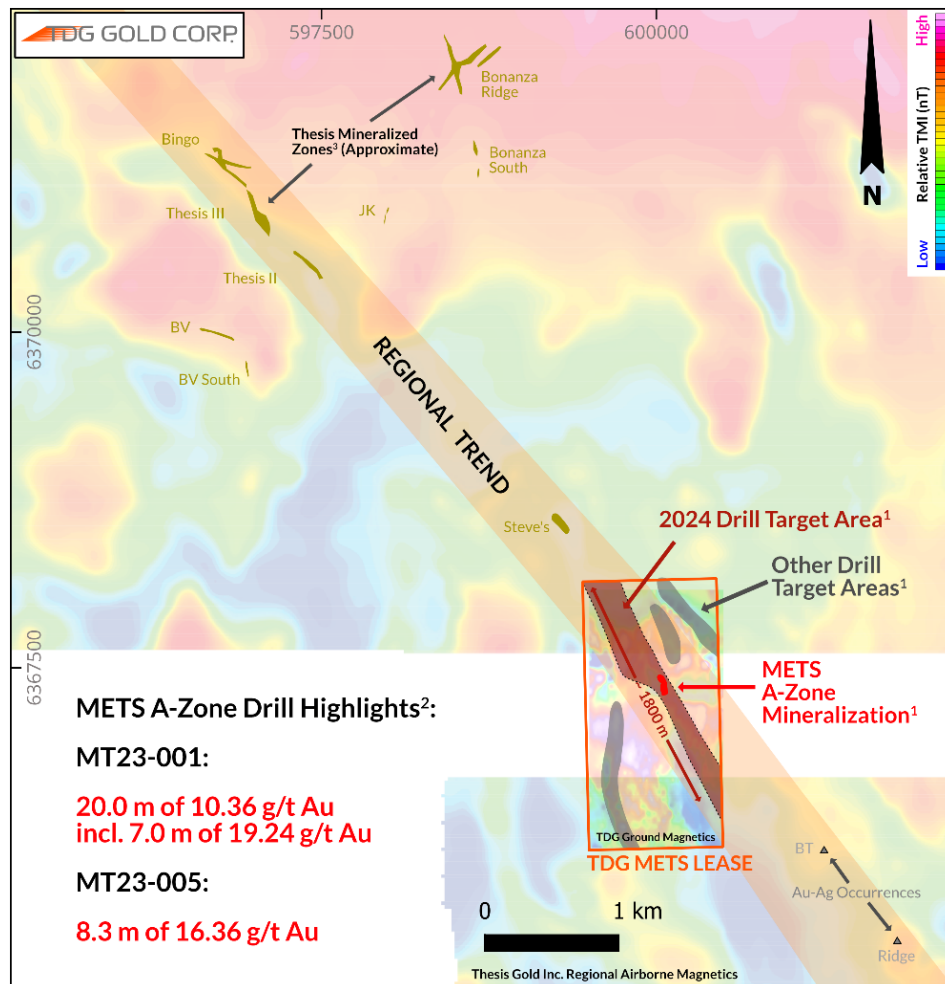 TDG GOLD CORP.
597500
600000
High
Relative TMI (nT)
Low
N
Bonanza
Ridge
Thesis Mineralized
Zones³ (Approximate)
Bingo
Bonanza
South
Thesis III
JK
Thesis II
6370000
BV
BV South
REGIONAL TREND
Steve's
2024 Drill Target Area¹
Other Drill
Target Areas¹
6367500
METS
A-Zone
Mineralization¹
~1800 m
METS A-Zone Drill Highlights²:
MT23-001:
20.0 m of 10.36 g/t Au
incl. 7.0 m of 19.24 g/t Au
MT23-005:
8.3 m of 16.36 g/t Au
TDG Ground Magnetics
TDG METS LEASE
BT
Au-Ag Occurrences
Ridge
0 1 km
Thesis Gold Inc. Regional Airborne Magnetics